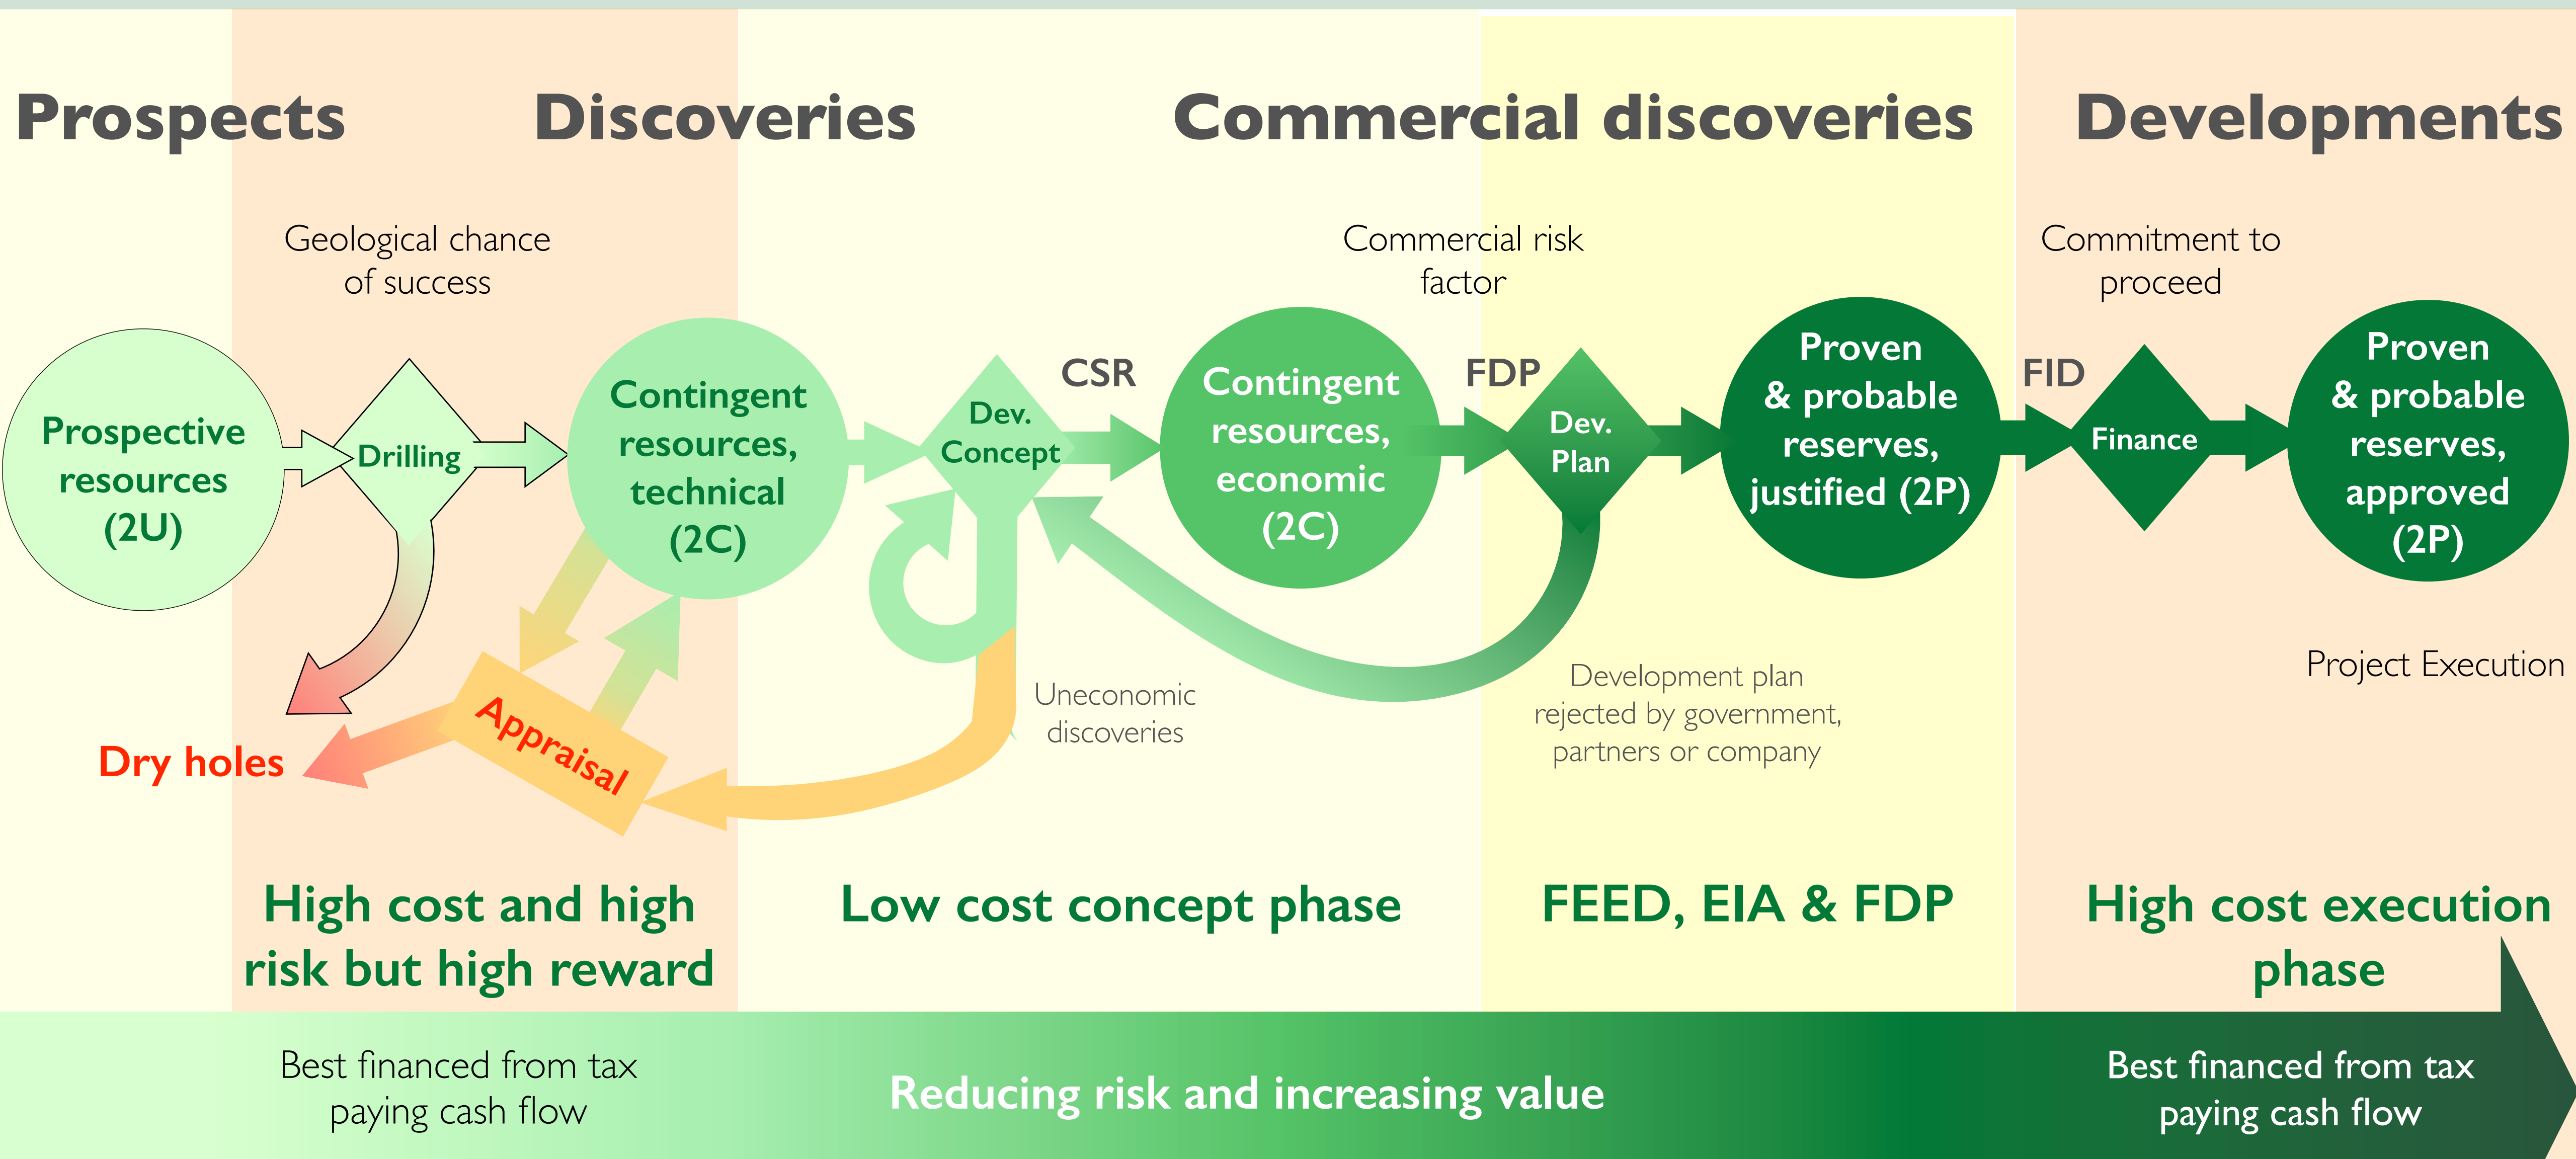 Prospects
Discoveries
Commercial discoveries
Developments
Geological chance
of success
Commercial risk
factor
Commitment to
proceed
Prospective
resources
(2U)
Drilling
Contingent
resources,
technical
(2C)
Dev.
Concept
CSR
Contingent
resources,
economic
(2C)
FDP
Dev.
Plan
Proven
& probable
reserves,
justified (2P)
FID
Finance
Proven
& probable
reserves,
approved
(2P)
Dry holes
Appraisal
Uneconomic
discoveries
Development plan
rejected by government,
partners or company
Project Execution
High cost and high
risk but high reward
Low cost concept phase
FEED, EIA & FDP
High cost execution
phase
Best financed from tax
paying cash flow
Reducing risk and increasing value
Best financed from tax
paying cash flow